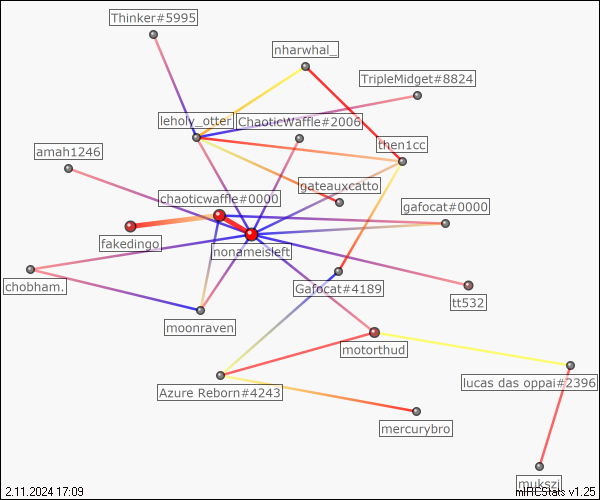 Thinker#5995
nharwhal_
TripleMidget#8824
leholy_otter
ChaoticWaffle#2006
then1cc
amah1246
gateauxcatto
chaoticwaffle#0000
gafocat#0000
fakedingo
nonameisleft
chobham.
Gafocat#4189
tt532
moonraven
motorthud
lucas das oppai#2396
Azure Reborn#4243
mercurybro
mukszi
2.11.2024 17:09
mIRCStats v1.25